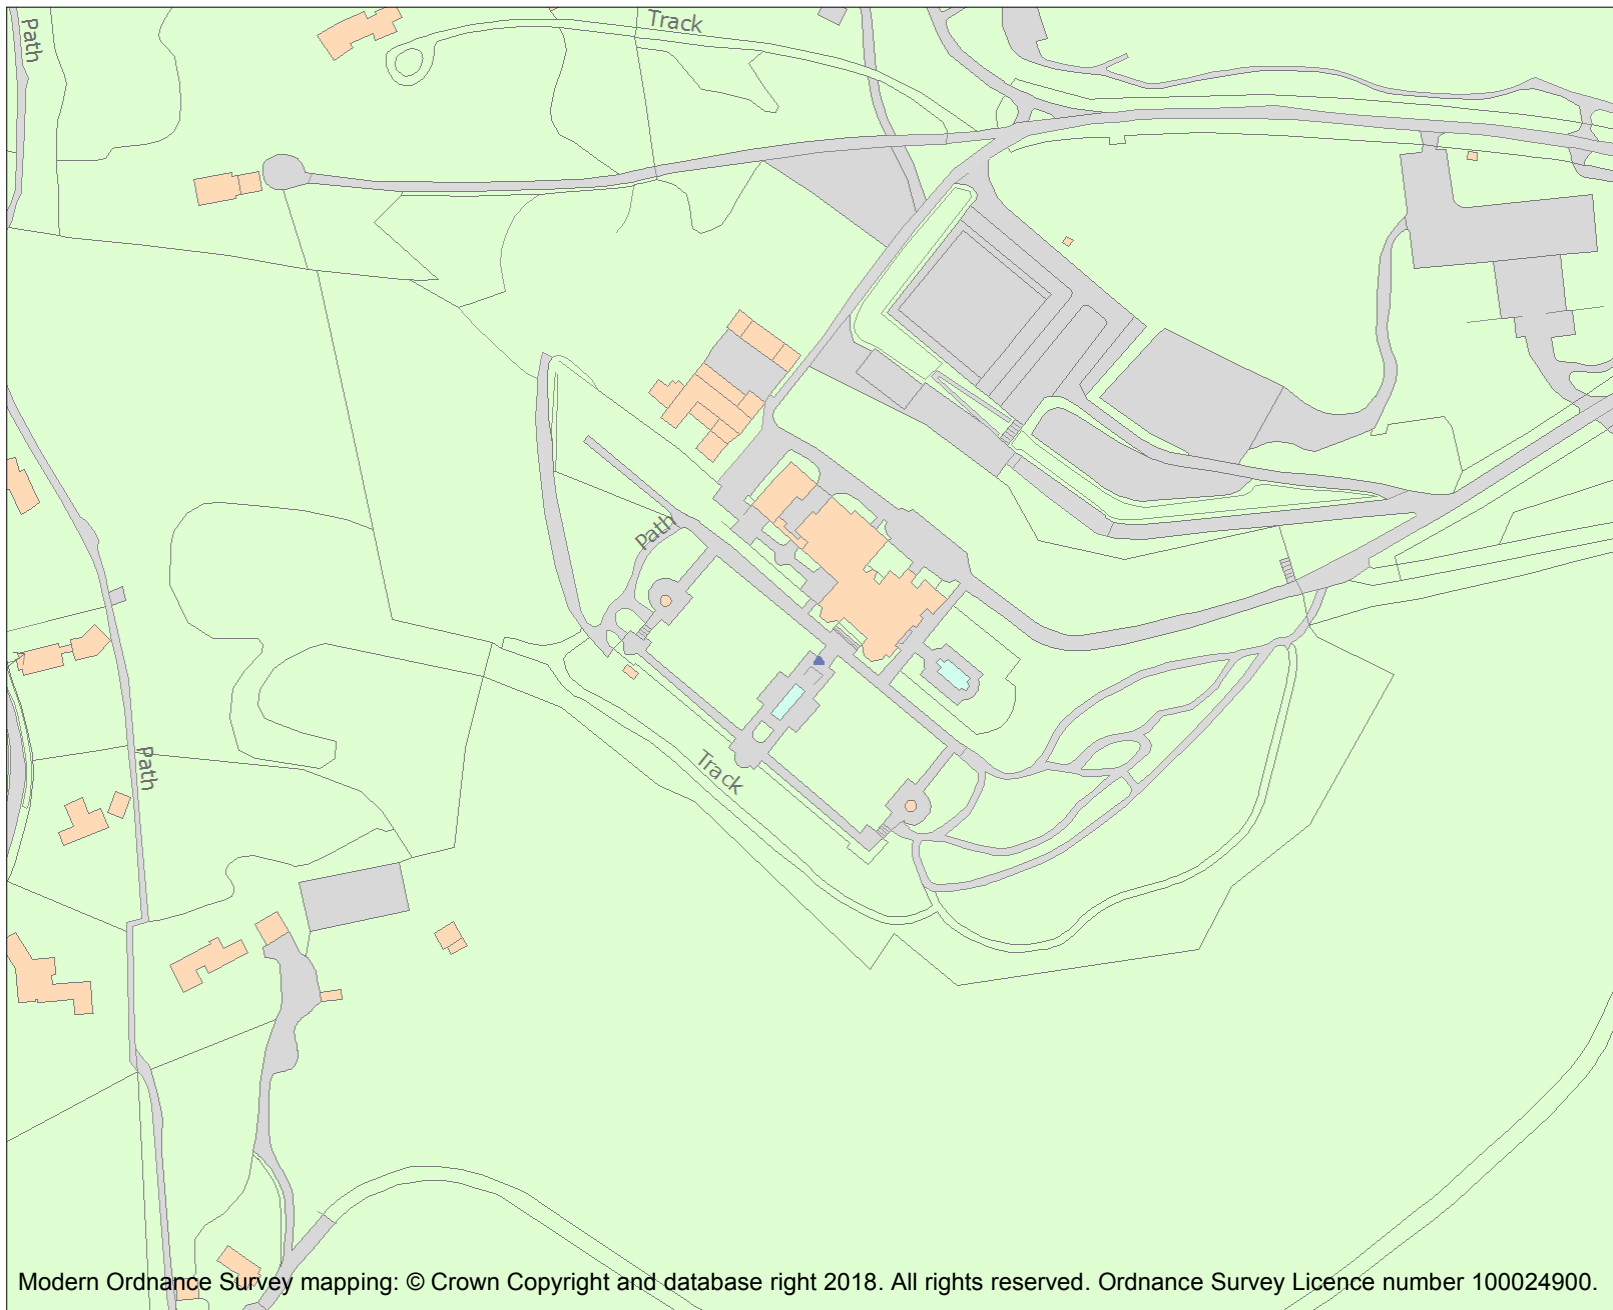 Path
Track
Path
Track
Path
Modern Ordnance Survey mapping: © Crown Copyright and database right 2018. All rights reserved. Ordnance Survey Licence number 100024900.